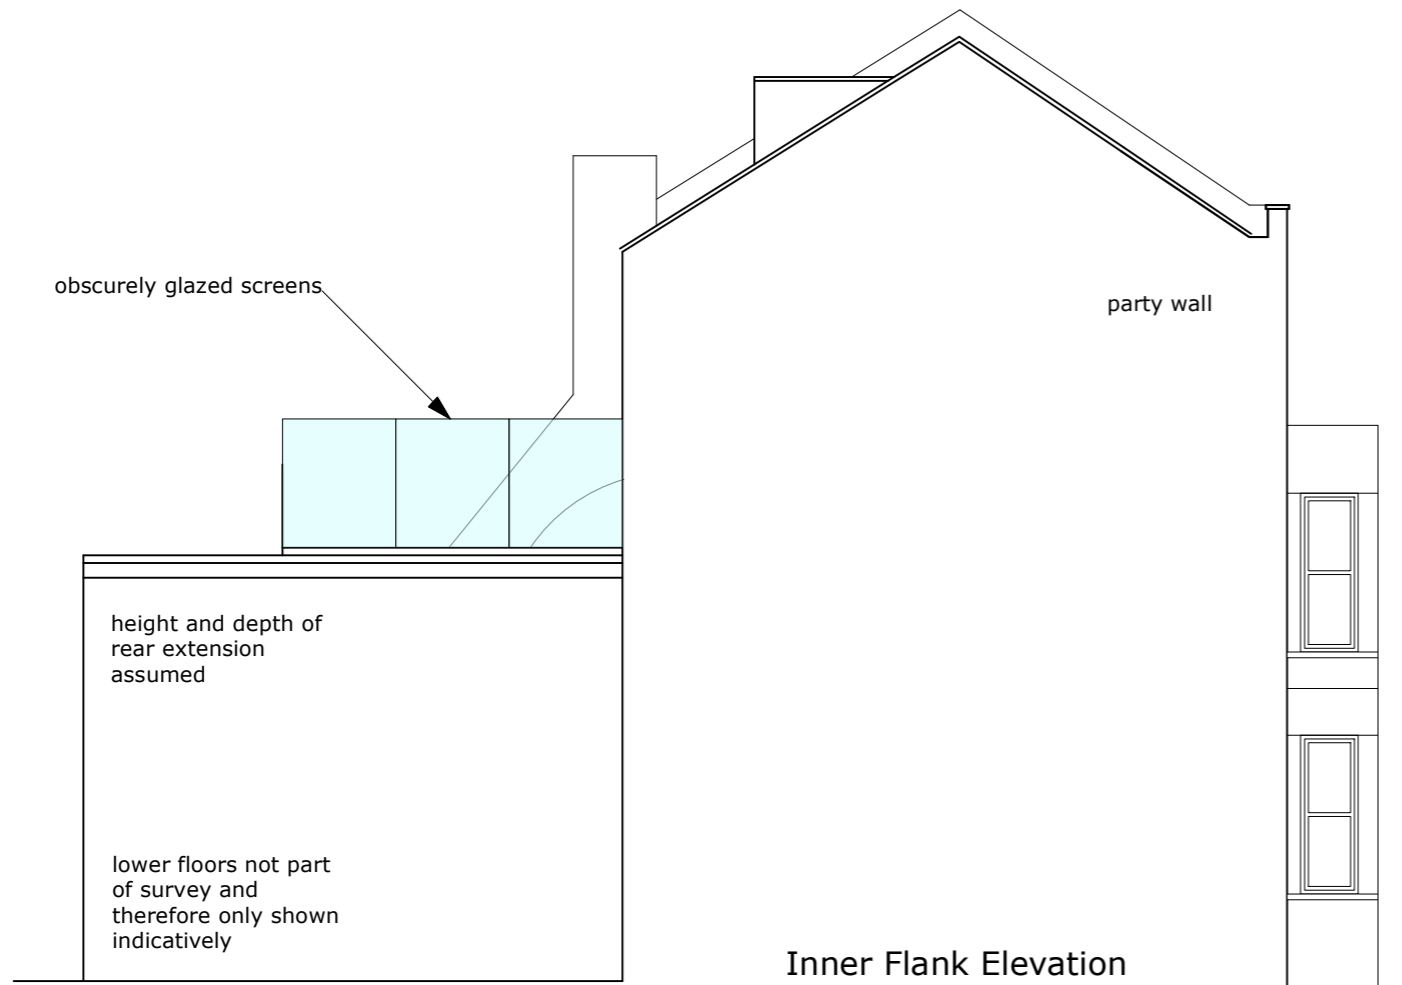 obscurely glazed screens
party wall
height and depth of
rear extension
assumed
lower floors not part
of survey and
therefore only shown
indicatively
Inner Flank Elevation